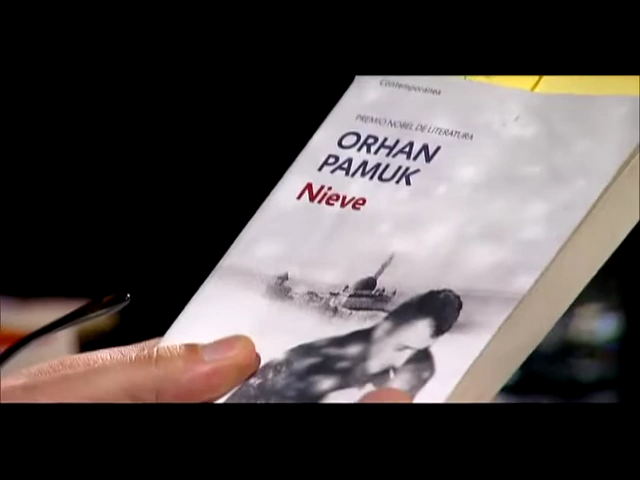 Contemporánea
PREMIO NOBEL DE LITERATURA
ORHAN
PAMUK
Nieve